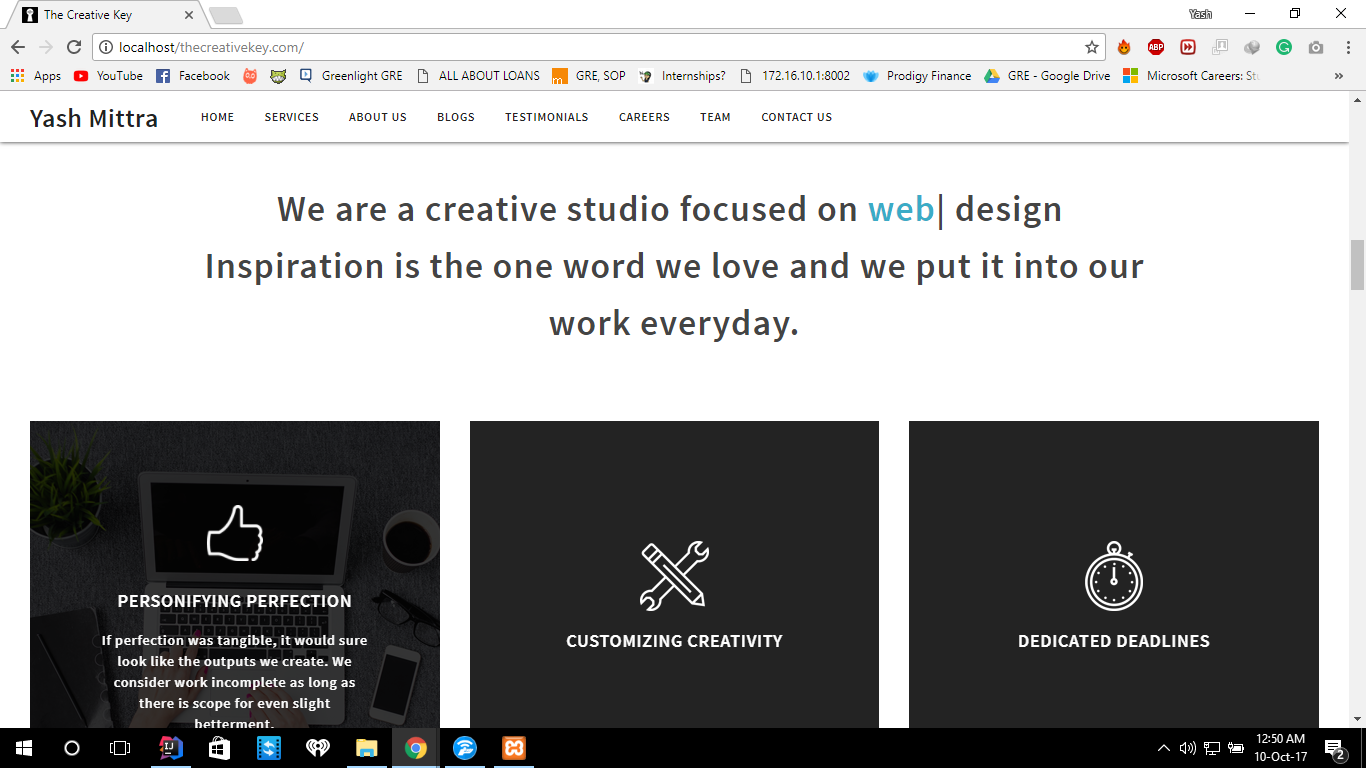 The Creative Key
Yash
localhost/thecreativekey.com/
ABP
Apps YouTube Facebook Greenlight GRE ALL ABOUT LOANS GRE, SOP Internships? 172.16.10.1:8002 Prodigy Finance GRE - Google Drive Microsoft Careers: Stu
Yash Mittra HOME SERVICES ABOUT US BLOGS TESTIMONIALS CAREERS TEAM CONTACT US
We are a creative studio focused on web| design
Inspiration is the one word we love and we put it into our
work everyday.
PERSONIFYING PERFECTION
If perfection was tangible, it would sure
look like the outputs we create. We
consider work incomplete as long as
there is scope for even slight
betterment.
CUSTOMIZING CREATIVITY
DEDICATED DEADLINES
IJ
12:50 AM
10-Oct-17
2